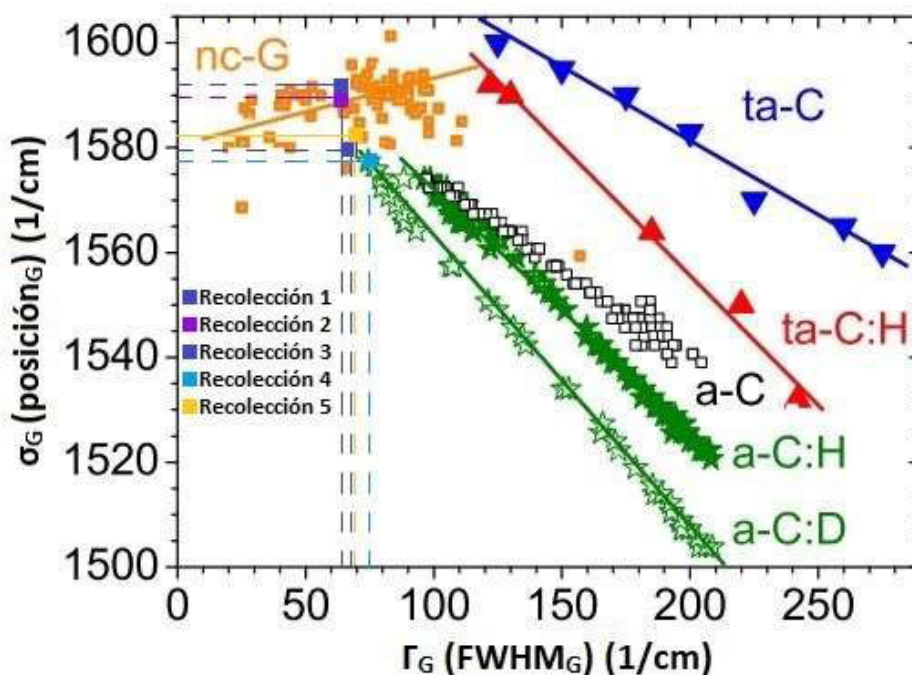 1600
1580
1560
1540
1520
1500
σG (posiciónG) (1/cm)
nc-G
ta-C
ta-C:H
a-C
a-C:H
a-C:D
Recolección 1
Recolección 2
Recolección 3
Recolección 4
Recolección 5
0 50 100 150 200 250
ΓG (FWHMG) (1/cm)